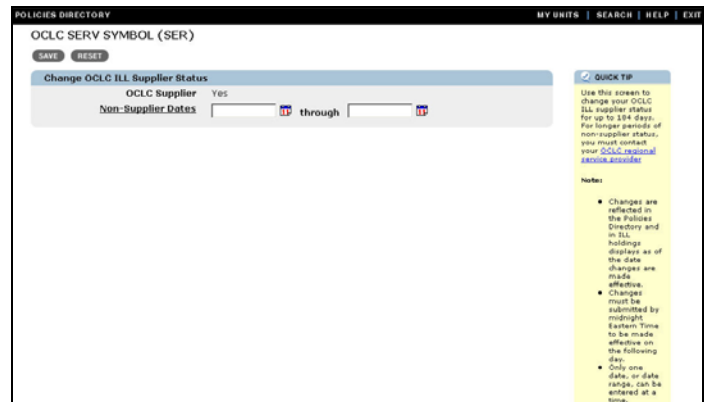 POLICIES DIRECTORY
MY UNITS | SEARCH | HELP | EXIT
OCLC SERV SYMBOL (SER)
SAVE RESET
Change OCLC ILL Supplier Status
OCLC Supplier Yes
Non-Supplier Dates through
QUICK TIP
Use this screen to
change your OCLC
ILL supplier status
for up to 184 days.
For longer periods of
non-supplier status,
you must contact
your OCLC regional
service provider
Note:
Changes are
reflected in
the Policies
Directory and
in ILL
holdings
displays as of
the date
changes are
made
effective.
Changes
must be
submitted by
midnight
Eastern Time
to be made
effective on
the following
day.
Only one
date, or date
range, can be
entered at a
time.